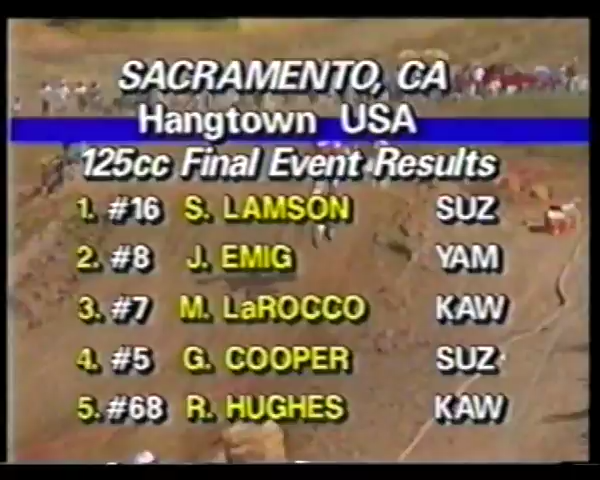 SACRAMENTO, CA
Hangtown USA
125cc Final Event Results
1. #16 S. LAMSON SUZ
2. #8 J. EMIG YAM
3. #7 M. LaROCCO KAW
4. #5 G. COOPER SUZ
5. #68 R. HUGHES KAW